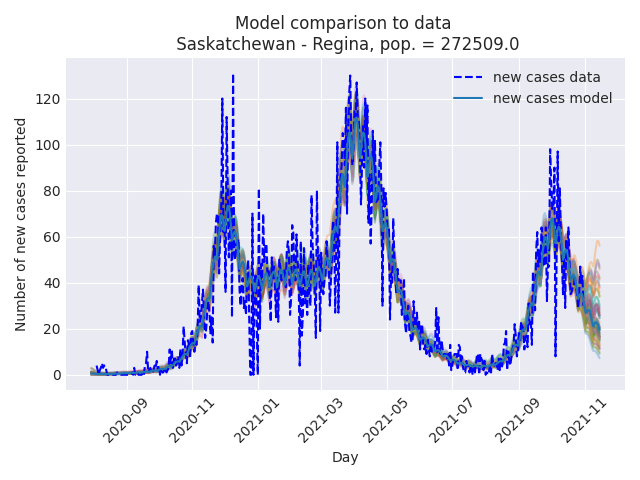 Model comparison to data
Saskatchewan - Regina, pop. = 272509.0
new cases data
new cases model
Number of new cases reported
120
100
80
60
40
20
0
2020-09
2020-11
2021-01
2021-03
2021-05
2021-07
2021-09
2021-11
Day